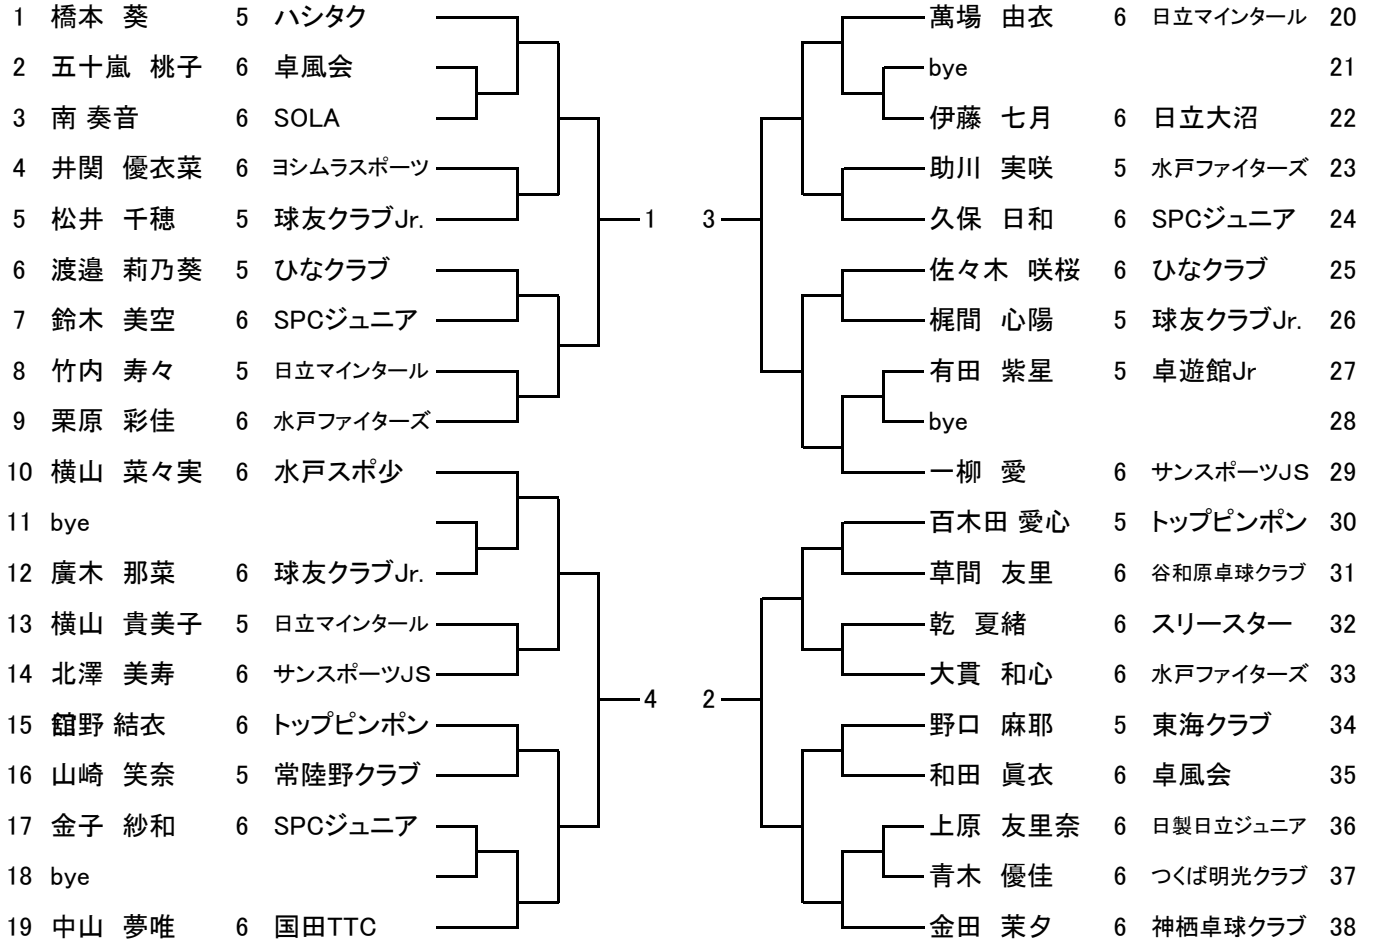 1 橋本 葵 5 ハシタク
2 五十嵐 桃子 6 卓風会
3 南 奏音 6 SOLA
4 井関 優衣菜 6 ヨシムラスポーツ
5 松井 千穂 5 球友クラブJr.
6 渡邉 莉乃葵 5 ひなクラブ
7 鈴木 美空 6 SPCジュニア
8 竹内 寿々 5 日立マインタール
9 栗原 彩佳 6 水戸ファイターズ
10 横山 菜々実 6 水戸スポ少
11 bye
12 廣木 那菜 6 球友クラブJr.
13 横山 貴美子 5 日立マインタール
14 北澤 美寿 6 サンスポーツJS
15 舘野 結衣 6 トップピンポン
16 山崎 笑奈 5 常陸野クラブ
17 金子 紗和 6 SPCジュニア
18 bye
19 中山 夢唯 6 国田TTC
1
4
3
2
萬場 由衣 6 日立マインタール 20
bye 21
伊藤 七月 6 日立大沼 22
助川 実咲 5 水戸ファイターズ 23
久保 日和 6 SPCジュニア 24
佐々木 咲桜 6 ひなクラブ 25
梶間 心陽 5 球友クラブJr. 26
有田 紫星 5 卓遊館Jr 27
bye 28
一柳 愛 6 サンスポーツJS 29
百木田 愛心 5 トップピンポン 30
草間 友里 6 谷和原卓球クラブ 31
乾 夏緒 6 スリースター 32
大貫 和心 6 水戸ファイターズ 33
野口 麻耶 5 東海クラブ 34
和田 眞衣 6 卓風会 35
上原 友里奈 6 日製日立ジュニア 36
青木 優佳 6 つくば明光クラブ 37
金田 茉夕 6 神栖卓球クラブ 38